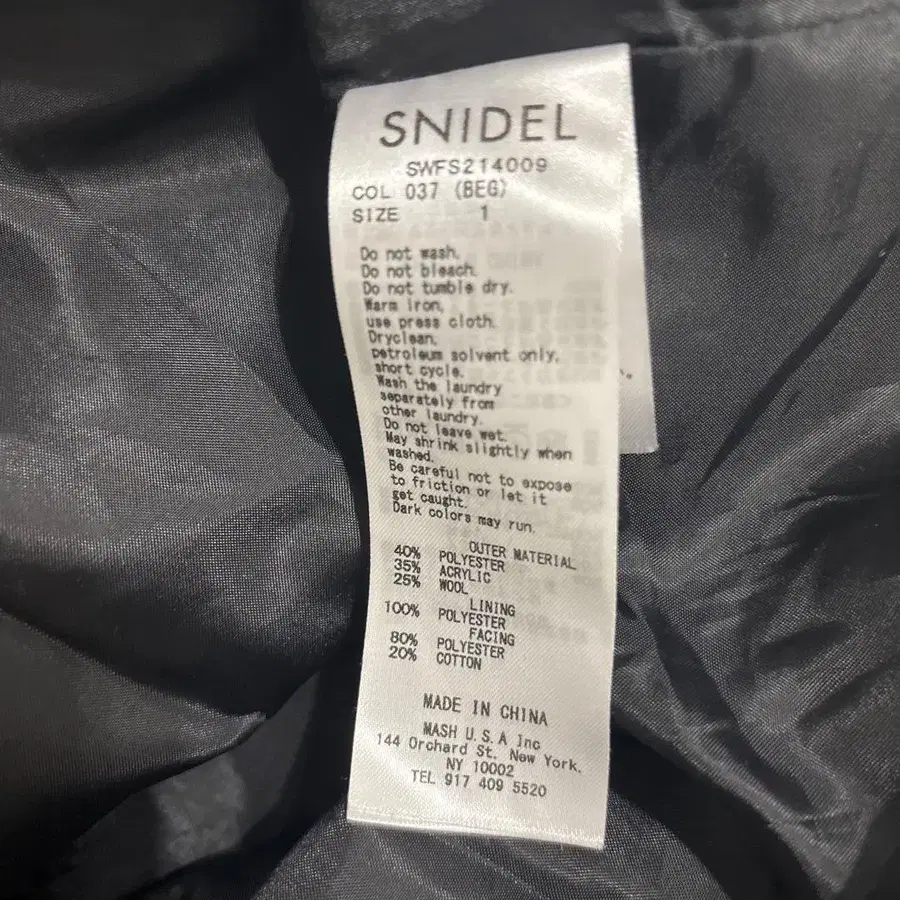 SNIDEL
SWFS214009
COL 037 (BEG)
SIZE 1
Do not wash.
Do not bleach.
Do not tumble dry.
Warm iron,
use press cloth.
Dryclean,
petroleum solvent only,
short cycle.
Wash the laundry
separately from
other laundry.
Do not leave wet.
May shrink slightly when
washed.
Be careful not to expose
to friction or let it
get caught.
Dark colors may run.
OUTER MATERIAL
40% POLYESTER
35% ACRYLIC
25% WOOL
LINING
100% POLYESTER
FACING
80% POLYESTER
20% COTTON
MADE IN CHINA
MASH U.S.A Inc
144 Orchard St. New York,
NY 10002
TEL 917 409 5520